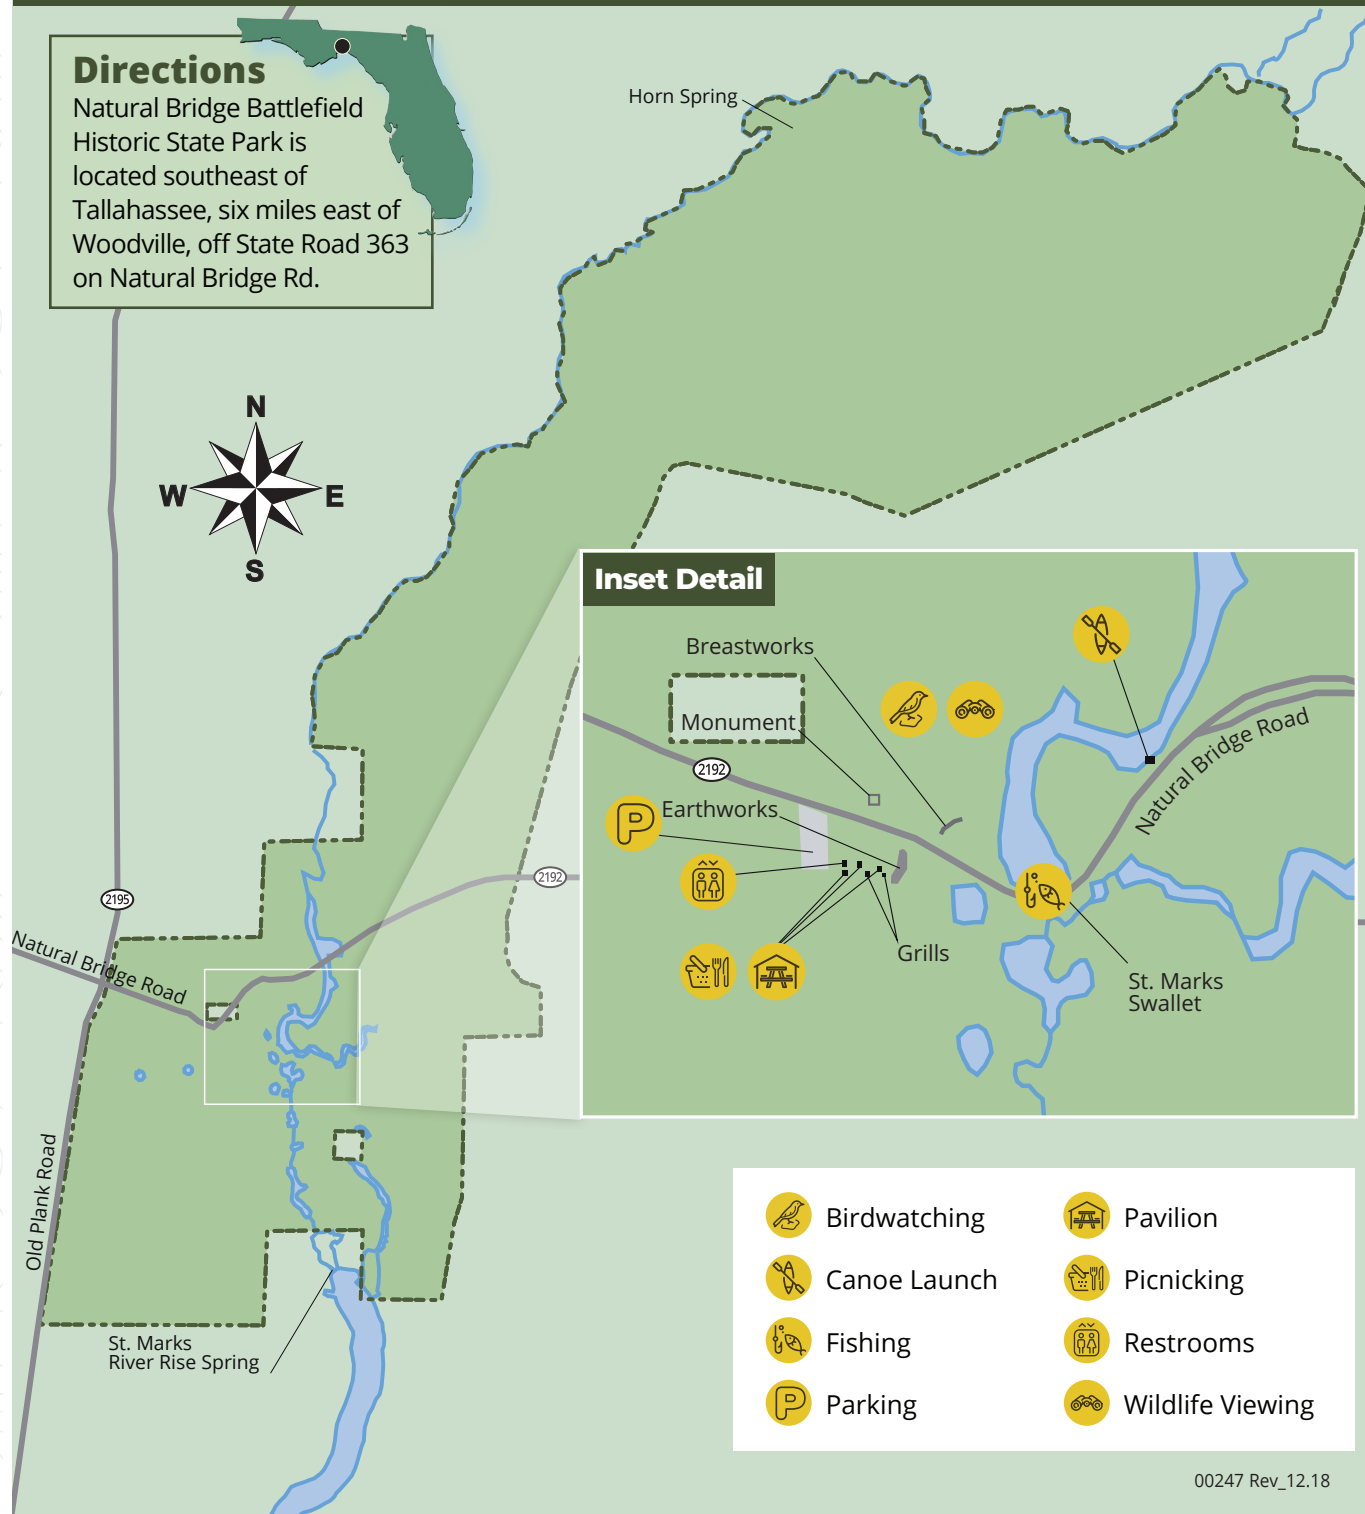 Directions
Natural Bridge Battlefield
Historic State Park is
located southeast of
Tallahassee, six miles east of
Woodville, off State Road 363
on Natural Bridge Rd.
Horn Spring
N
W
E
S
Inset Detail
Breastworks
Monument
2192
Earthworks
P
Grills
Natural Bridge Road
St. Marks
Swallet
2192
2195
Natural Bridge Road
Old Plank Road
St. Marks
River Rise Spring
Birdwatching
Canoe Launch
Fishing
P
Parking
Pavilion
Picnicking
Restrooms
Wildlife Viewing
00247 Rev_12.18